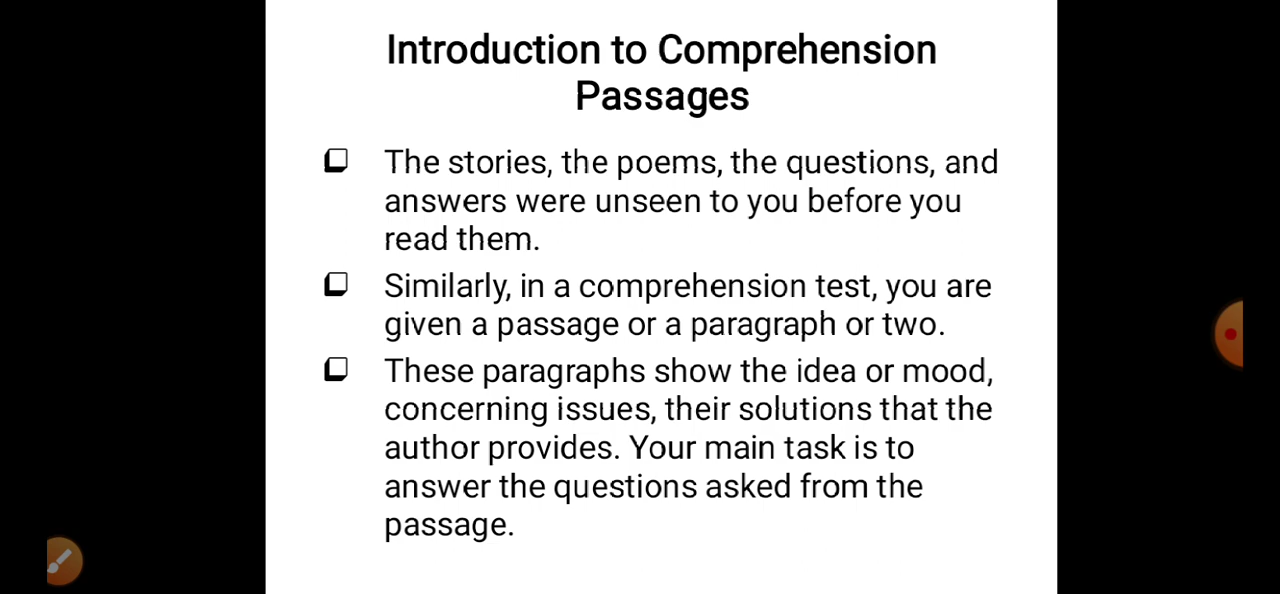 Introduction to Comprehension
Passages
The stories, the poems, the questions, and
answers were unseen to you before you
read them.
Similarly, in a comprehension test, you are
given a passage or a paragraph or two.
These paragraphs show the idea or mood,
concerning issues, their solutions that the
author provides. Your main task is to
answer the questions asked from the
passage.